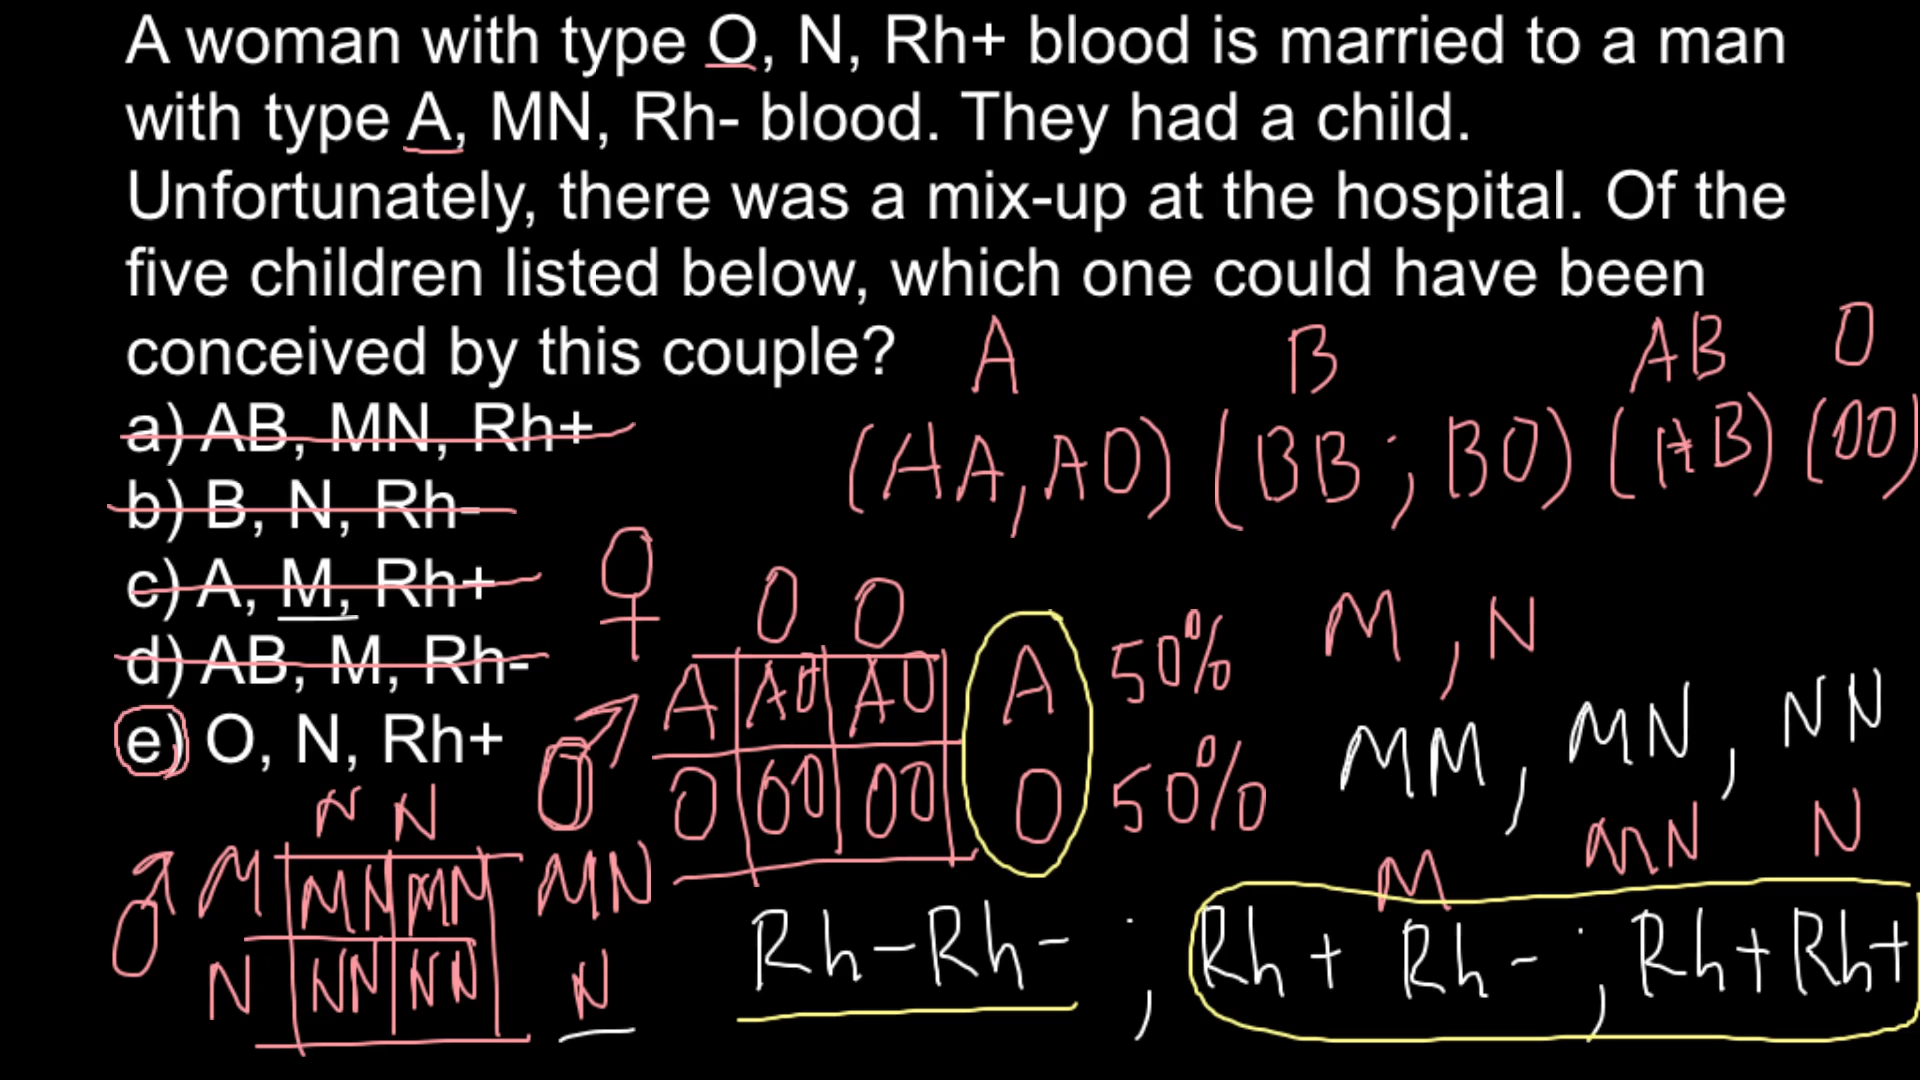 A woman with type O, N, Rh+ blood is married to a man
with type A, MN, Rh- blood. They had a child.
Unfortunately, there was a mix-up at the hospital. Of the
five children listed below, which one could have been
conceived by this couple?
A B AB O
a) AB, MN, Rh+
(AA, AO) (BB; BO) (AB) (OO)
b) B, N, Rh-
c) A, M, Rh+
d) AB, M, Rh-
e) O, N, Rh+
♀ O O
♂ A AO AO A 50%
O OO OO O 50%
M, N
MM, MN, NN
M MN N
N N
♂ M MN MN MN
N NN NN N
Rh-Rh- ; Rh+ Rh- ; Rh+Rh+